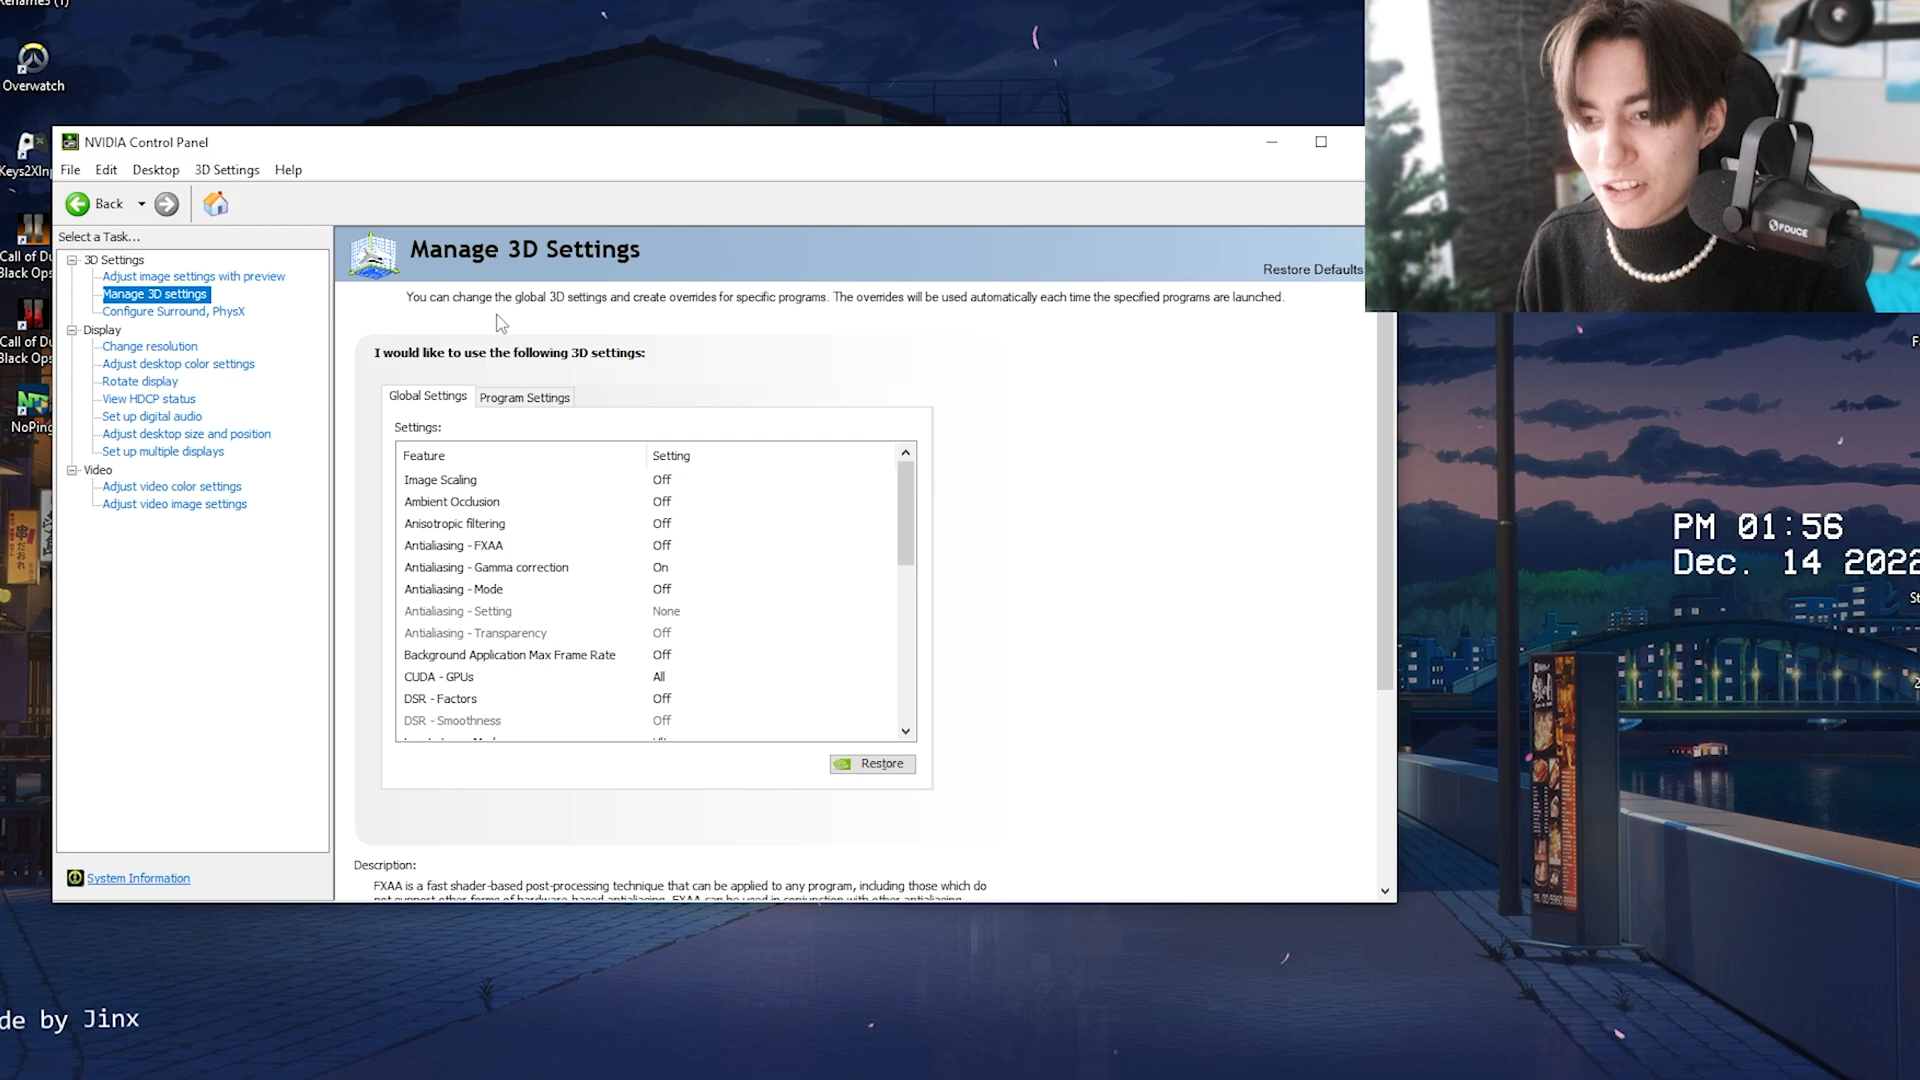 Overwatch
NVIDIA Control Panel
File Edit Desktop 3D Settings Help
Back
Select a Task...
3D Settings
Adjust image settings with preview
Manage 3D settings
Configure Surround, PhysX
Display
Change resolution
Adjust desktop color settings
Rotate display
View HDCP status
Set up digital audio
Adjust desktop size and position
Set up multiple displays
Video
Adjust video color settings
Adjust video image settings
System Information
Manage 3D Settings
Restore Defaults
You can change the global 3D settings and create overrides for specific programs. The overrides will be used automatically each time the specified programs are launched.
I would like to use the following 3D settings:
Global Settings Program Settings
Settings:
Feature Setting
Image Scaling Off
Ambient Occlusion Off
Anisotropic filtering Off
Antialiasing - FXAA Off
Antialiasing - Gamma correction On
Antialiasing - Mode Off
Antialiasing - Setting None
Antialiasing - Transparency Off
Background Application Max Frame Rate Off
CUDA - GPUs All
DSR - Factors Off
DSR - Smoothness Off
Restore
Description:
FXAA is a fast shader-based post-processing technique that can be applied to any program, including those which do
Keys2XInp
Call of Du
Black Ops
Call of Du
Black Ops
NoPing
FDUCE
PM 01:56
Dec. 14 2022
de by Jinx